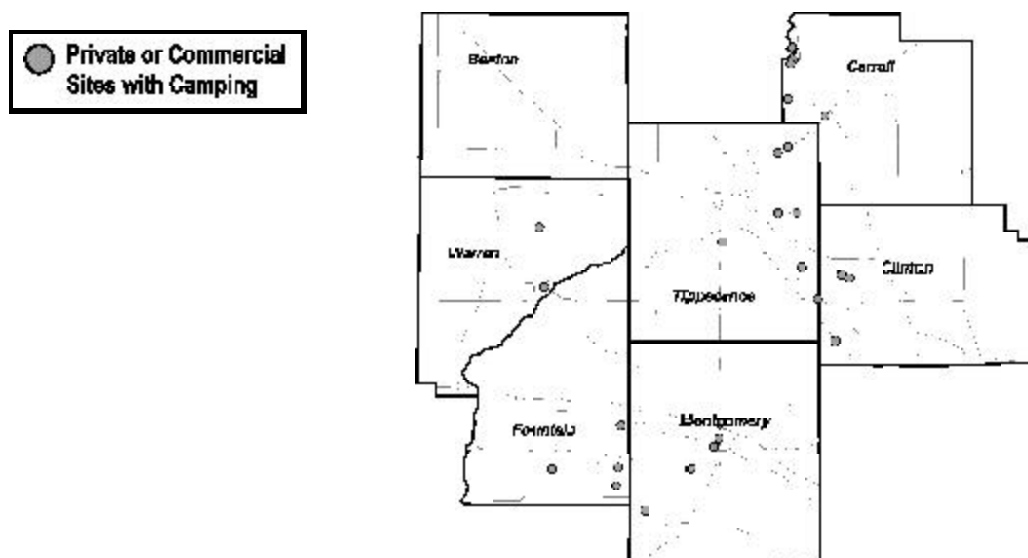 Private or Commercial
Sites with Camping
Benton
Carroll
Warren
Clinton
Tippecanoe
Fountain
Montgomery